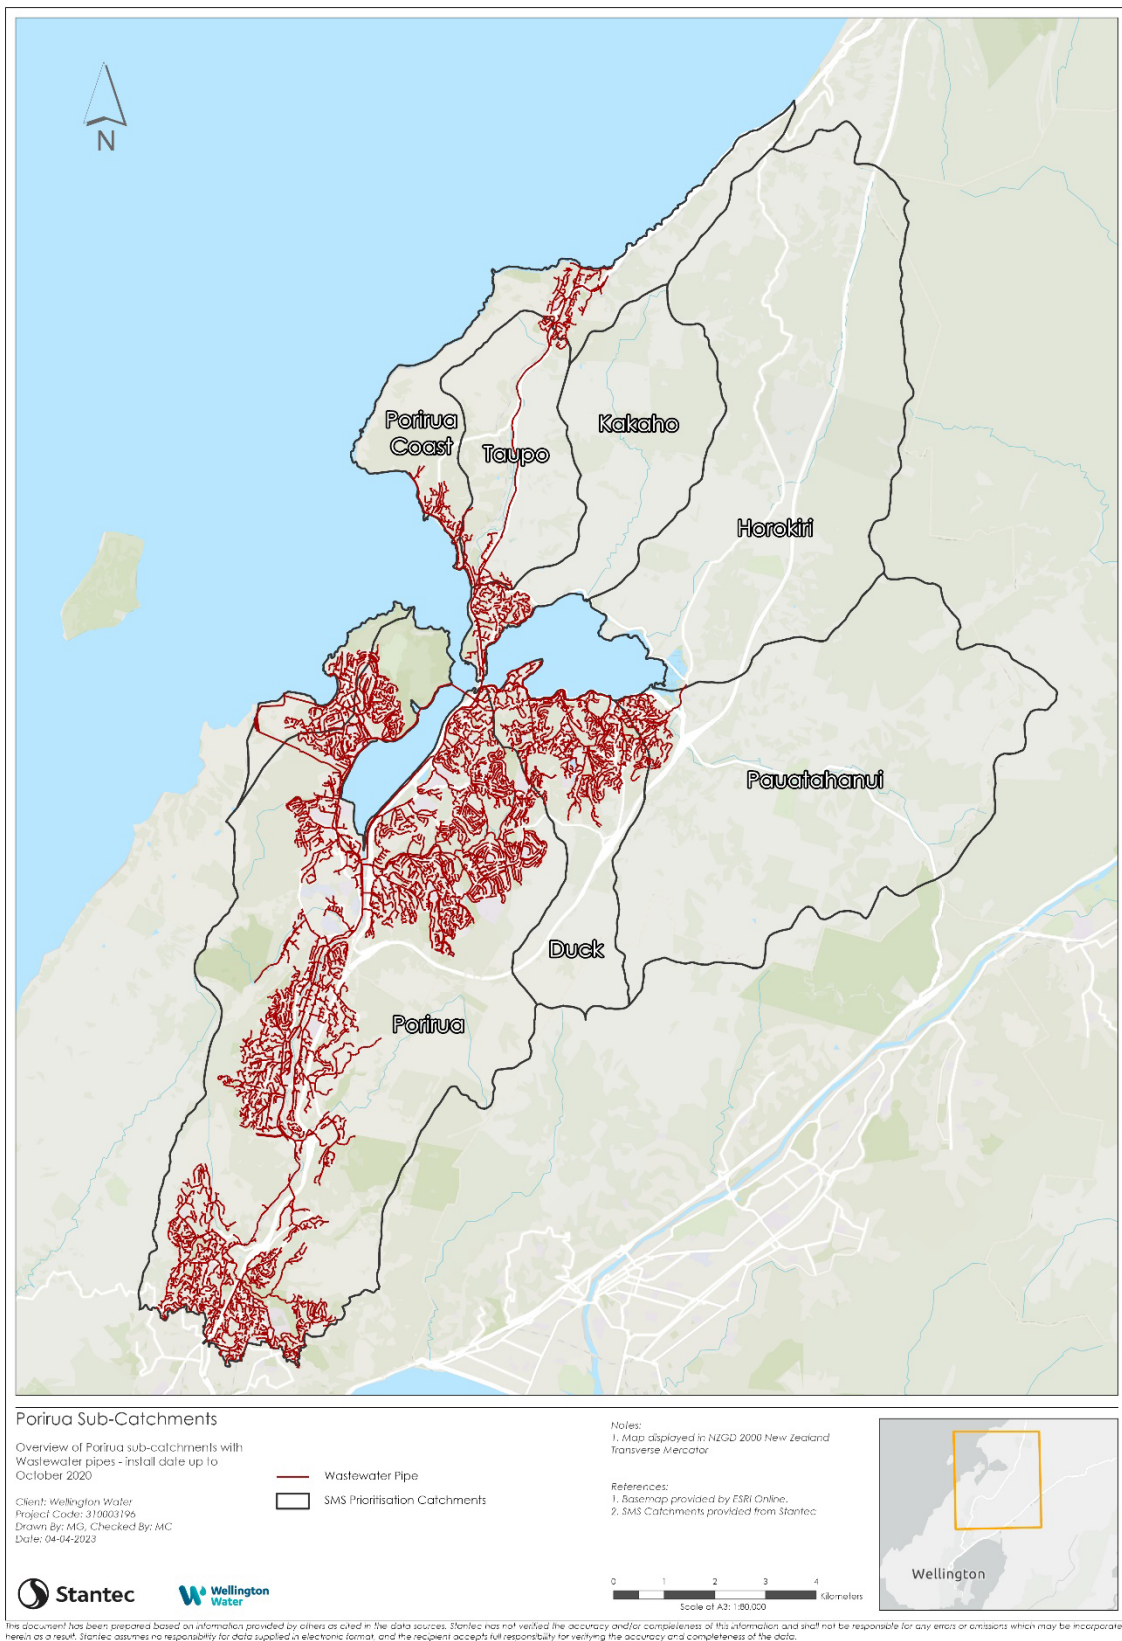 N
Porirua
Coast
Taupo
Kakaho
Horokiri
Pauatahanui
Duck
Porirua
Porirua Sub-Catchments
Overview of Porirua sub-catchments with
Wastewater pipes - install date up to
October 2020
Client: Wellington Water
Project Code: 310003196
Drawn By: MG, Checked By: MC
Date: 04-04-2023
Stantec
Wellington
Water
Wastewater Pipe
SMS Prioritisation Catchments
Notes:
1. Map displayed in NZGD 2000 New Zealand
Transverse Mercator
References:
1. Basemap provided by ESRI Online.
2. SMS Catchments provided from Stantec
0 1 2 3 4
Kilometers
Scale at A3: 1:80,000
Wellington
This document has been prepared based on information provided by others as cited in the data sources. Stantec has not verified the accuracy and/or completeness of this information and shall not be responsible for any errors or omissions which may be incorporate
herein as a result. Stantec assumes no responsibility for data supplied in electronic format, and the recipient accepts full responsibility for verifying the accuracy and completeness of the data.